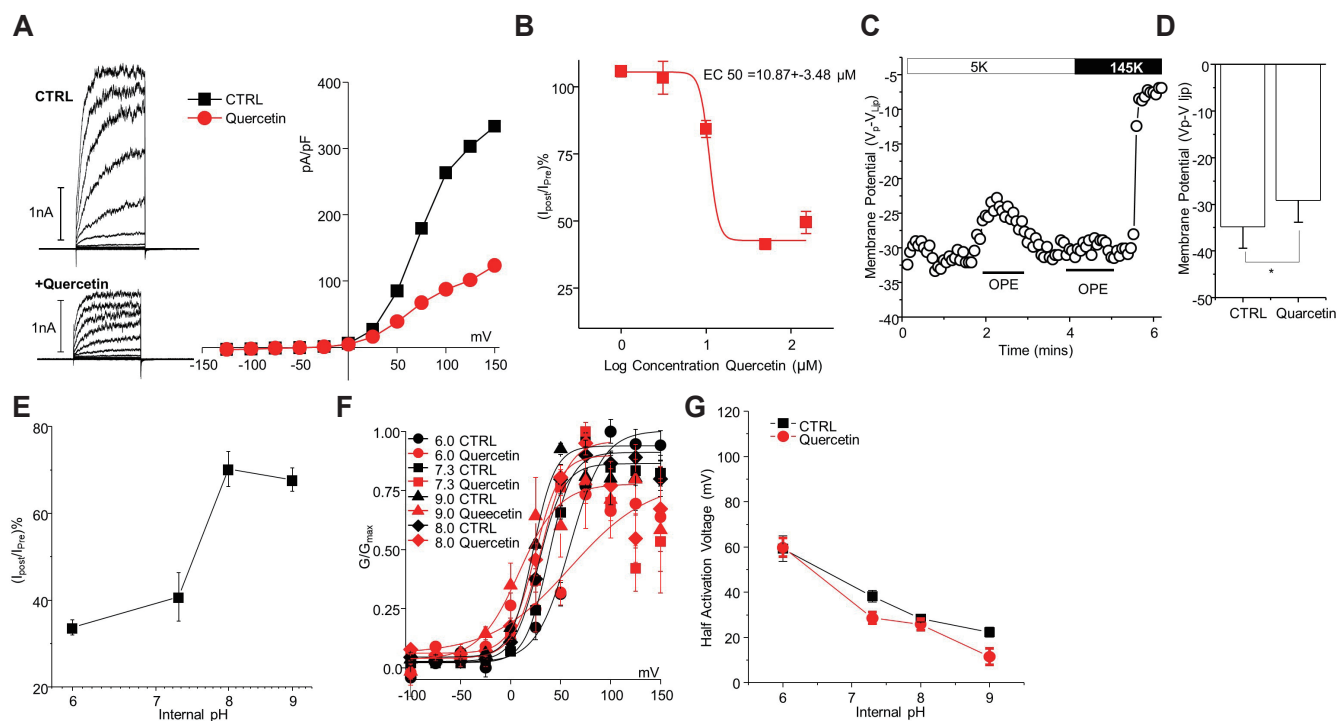 A
CTRL
1nA
+Quercetin
1nA
CTRL
Quercetin
pA/pF
400
300
200
100
0
-150
-100
-50
50
100
150
mV
B
EC 50 =10.87+-3.48 µM
(Ipost/IPre)%
100
75
50
25
0
1
2
Log Concentration Quercetin (µM)
C
5K
145K
Membrane Potential (Vp-VLjp)
-5
-10
-15
-20
-25
-30
-35
-40
OPE
OPE
0
2
4
6
Time (mins)
D
Membrane Potential (Vp-V ljp)
0
-10
-20
-30
-40
-50
*
CTRL
Quarcetin
E
(Ipost/IPre)%
80
60
40
20
6
7
8
9
Internal pH
F
6.0 CTRL
6.0 Quercetin
7.3 CTRL
7.3 Quercetin
9.0 CTRL
9.0 Queecetin
8.0 CTRL
8.0 Quercetin
G/Gmax
1.00
0.75
0.50
0.25
0.0
-100
-50
0
50
100
150
mV
G
CTRL
Quercetin
Half Activation Voltage (mV)
120
100
80
60
40
20
0
6
7
8
9
Internal pH